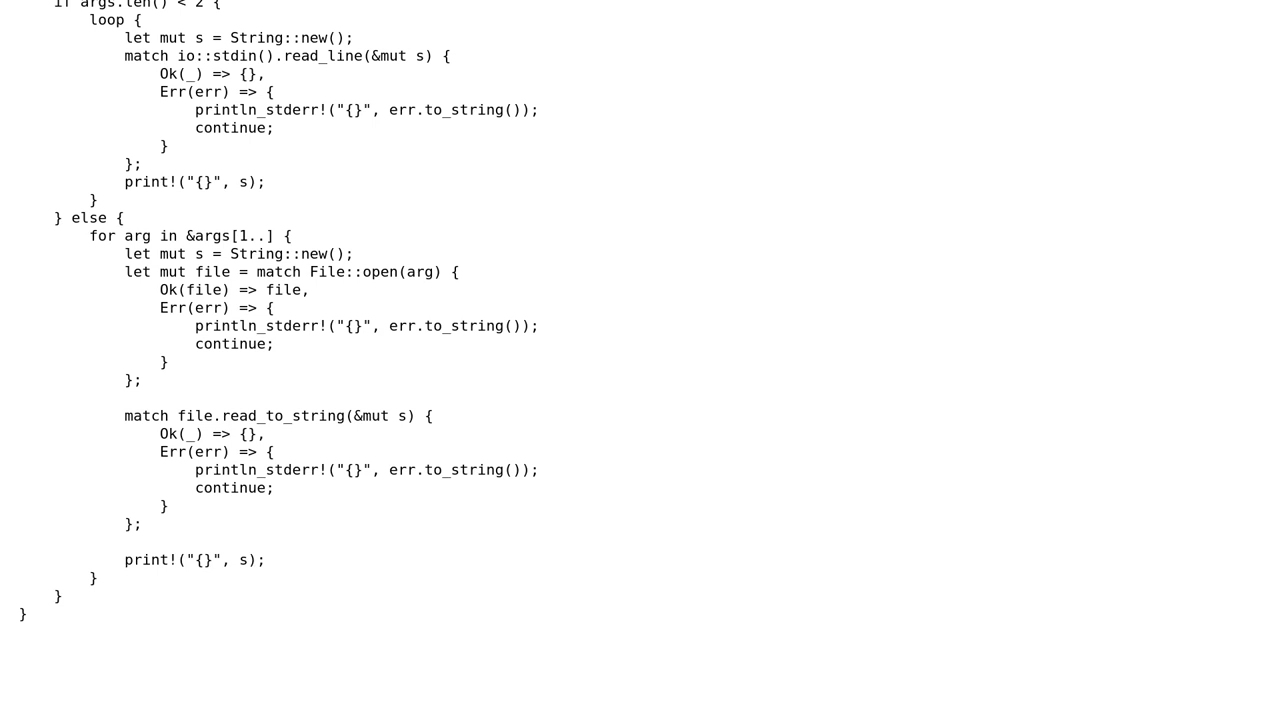 if args.len() < 2 {
        loop {
            let mut s = String::new();
            match io::stdin().read_line(&mut s) {
                Ok(_) => {},
                Err(err) => {
                    println_stderr!("{}", err.to_string());
                    continue;
                }
            };
            print!("{}", s);
        }
    } else {
        for arg in &args[1..] {
            let mut s = String::new();
            let mut file = match File::open(arg) {
                Ok(file) => file,
                Err(err) => {
                    println_stderr!("{}", err.to_string());
                    continue;
                }
            };

            match file.read_to_string(&mut s) {
                Ok(_) => {},
                Err(err) => {
                    println_stderr!("{}", err.to_string());
                    continue;
                }
            };

            print!("{}", s);
        }
    }
}